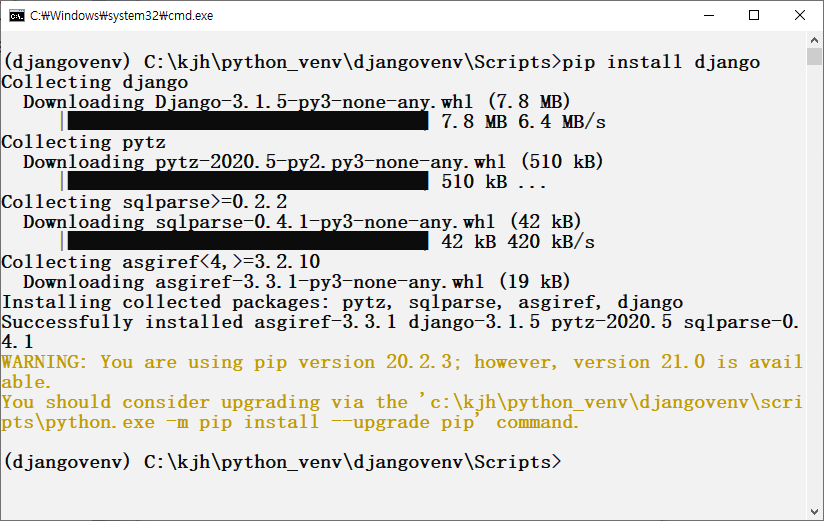 C:₩Windows₩system32₩cmd.exe
(djangovenv) C:\kjh\python_venv\djangovenv\Scripts>pip install django
Collecting django
  Downloading Django-3.1.5-py3-none-any.whl (7.8 MB)
     |████████████████████████████████| 7.8 MB 6.4 MB/s
Collecting pytz
  Downloading pytz-2020.5-py2.py3-none-any.whl (510 kB)
     |████████████████████████████████| 510 kB ...
Collecting sqlparse>=0.2.2
  Downloading sqlparse-0.4.1-py3-none-any.whl (42 kB)
     |████████████████████████████████| 42 kB 420 kB/s
Collecting asgiref<4,>=3.2.10
  Downloading asgiref-3.3.1-py3-none-any.whl (19 kB)
Installing collected packages: pytz, sqlparse, asgiref, django
Successfully installed asgiref-3.3.1 django-3.1.5 pytz-2020.5 sqlparse-0.
4.1
WARNING: You are using pip version 20.2.3; however, version 21.0 is avail
able.
You should consider upgrading via the 'c:\kjh\python_venv\djangovenv\scri
pts\python.exe -m pip install --upgrade pip' command.
(djangovenv) C:\kjh\python_venv\djangovenv\Scripts>